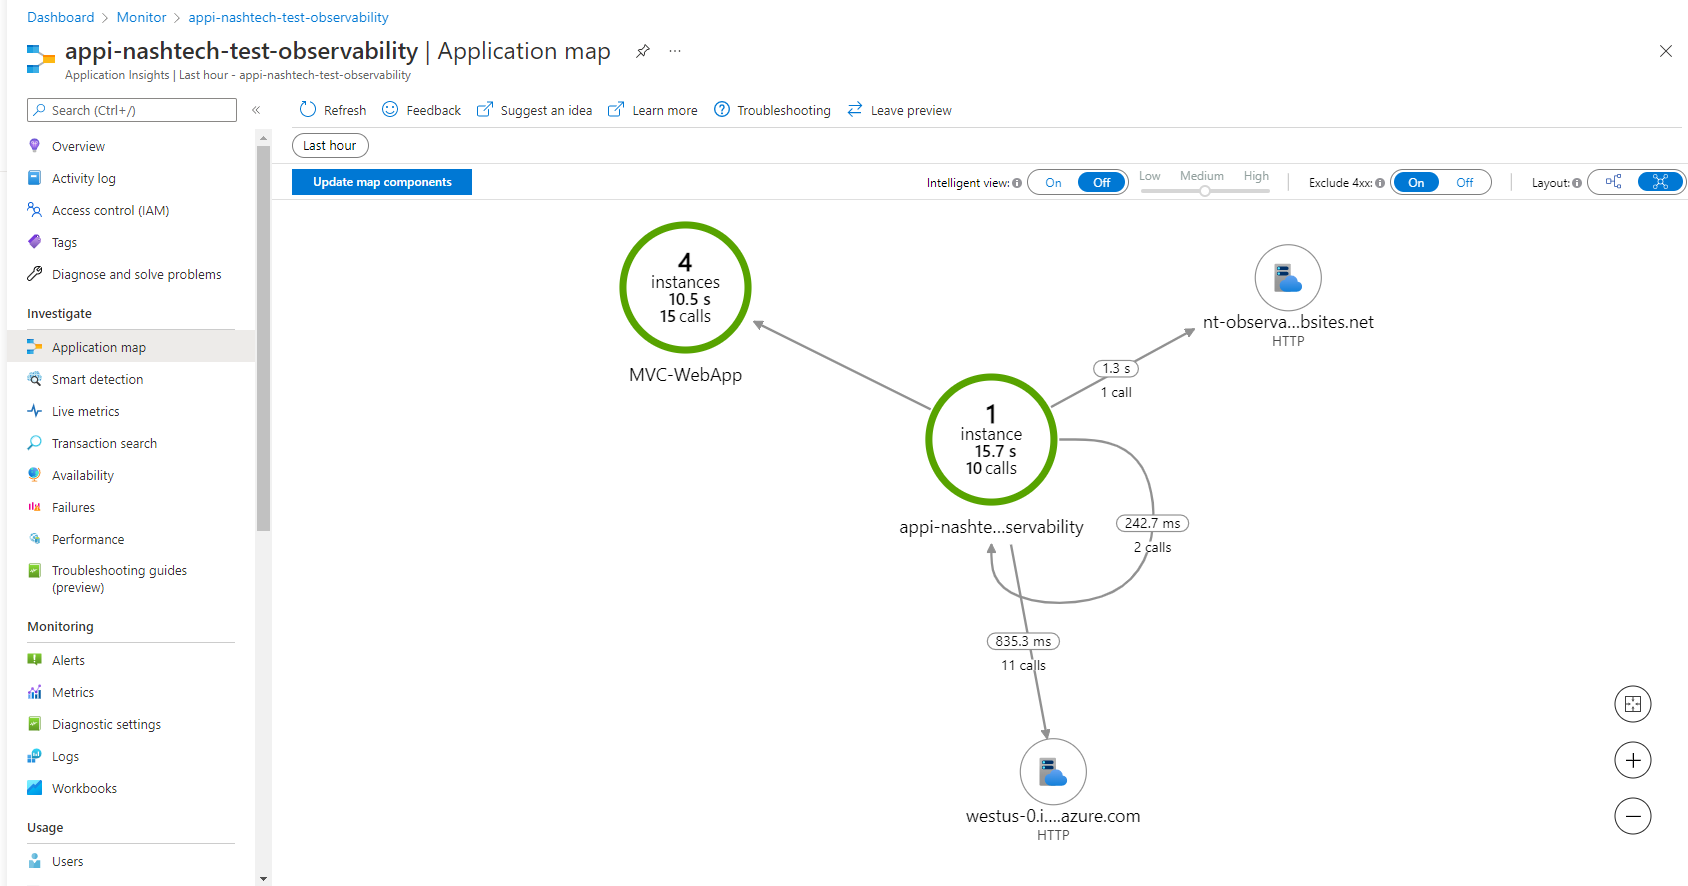 Dashboard > Monitor > appi-nashtech-test-observability
appi-nashtech-test-observability | Application map
Application Insights | Last hour - appi-nashtech-test-observability
Search (Ctrl+/)
Overview
Activity log
Access control (IAM)
Tags
Diagnose and solve problems
Investigate
Application map
Smart detection
Live metrics
Transaction search
Availability
Failures
Performance
Troubleshooting guides
(preview)
Monitoring
Alerts
Metrics
Diagnostic settings
Logs
Workbooks
Usage
Users
Refresh Feedback Suggest an idea Learn more Troubleshooting Leave preview
Last hour
Update map components
Intelligent view: On Off Low Medium High Exclude 4xx: On Off Layout:
4
instances
10.5 s
15 calls
MVC-WebApp
nt-observa...bsites.net
HTTP
1.3 s
1 call
1
instance
15.7 s
10 calls
appi-nashte...servability
242.7 ms
2 calls
835.3 ms
11 calls
westus-0.i....azure.com
HTTP